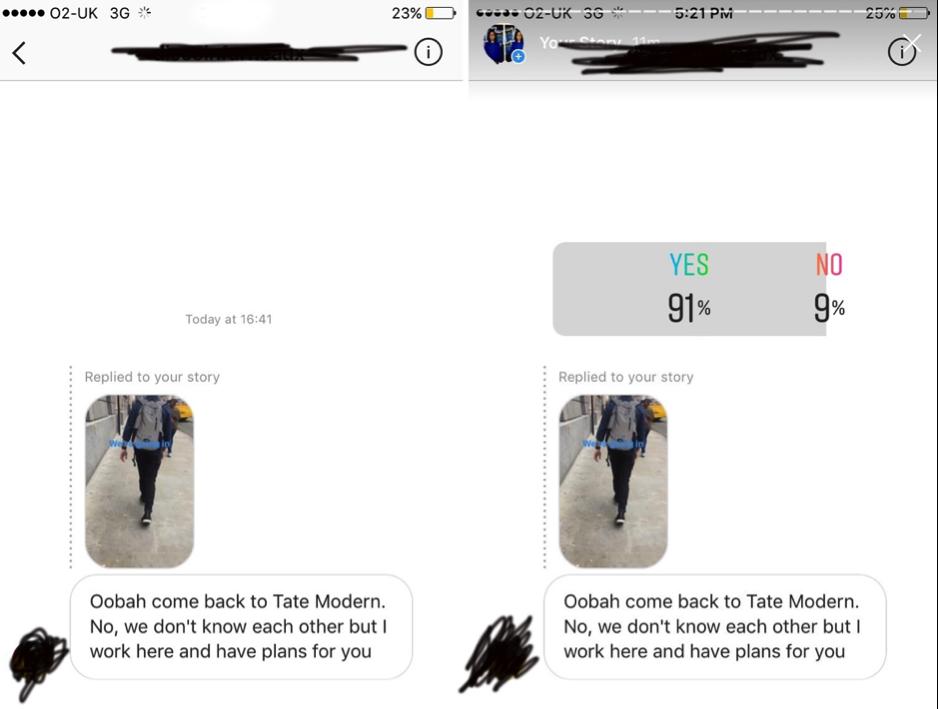 O2-UK 3G 23%
Today at 16:41
Replied to your story
Oobah come back to Tate Modern.
No, we don't know each other but I
work here and have plans for you
O2-UK 3G 5:21 PM 25%
Your Story 11m
YES NO
91% 9%
Replied to your story
Oobah come back to Tate Modern.
No, we don't know each other but I
work here and have plans for you